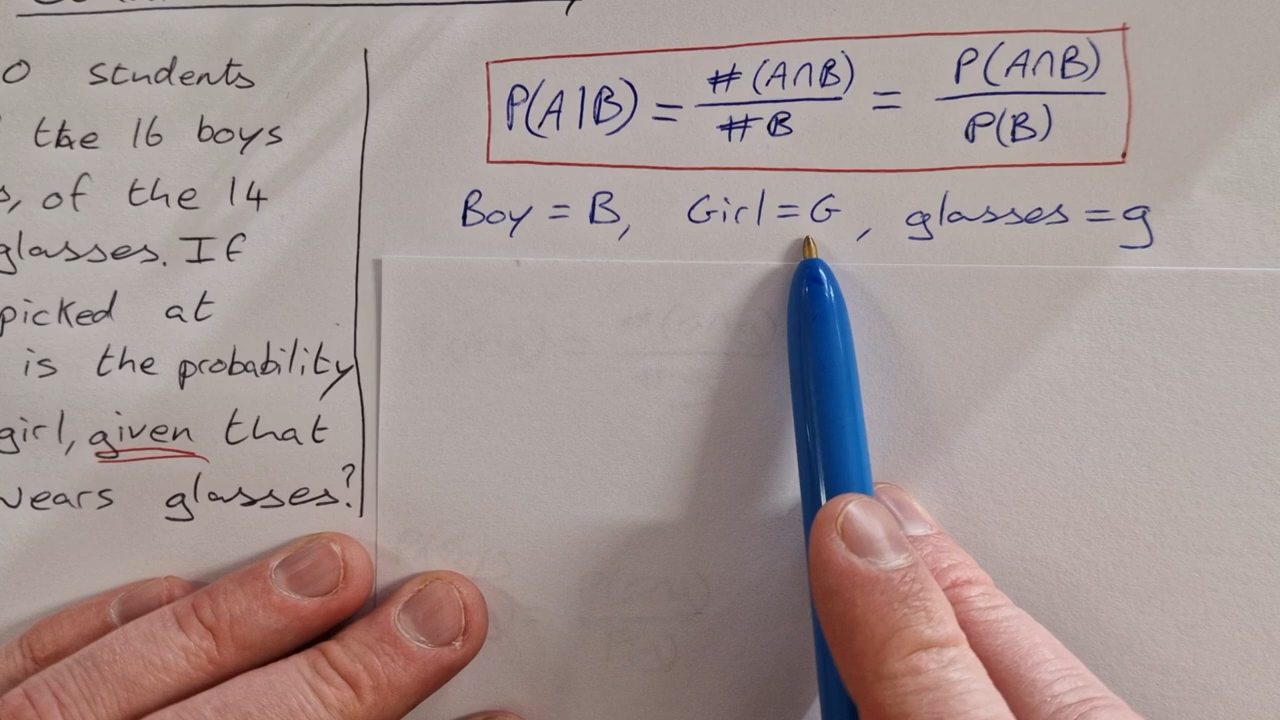 O students
the 16 boys
s, of the 14
glasses. If
picked at
is the probability
girl, given that
wears glasses?
P(A|B) = #(A∩B) / #B = P(A∩B) / P(B)
Boy = B, Girl = G, glasses = g